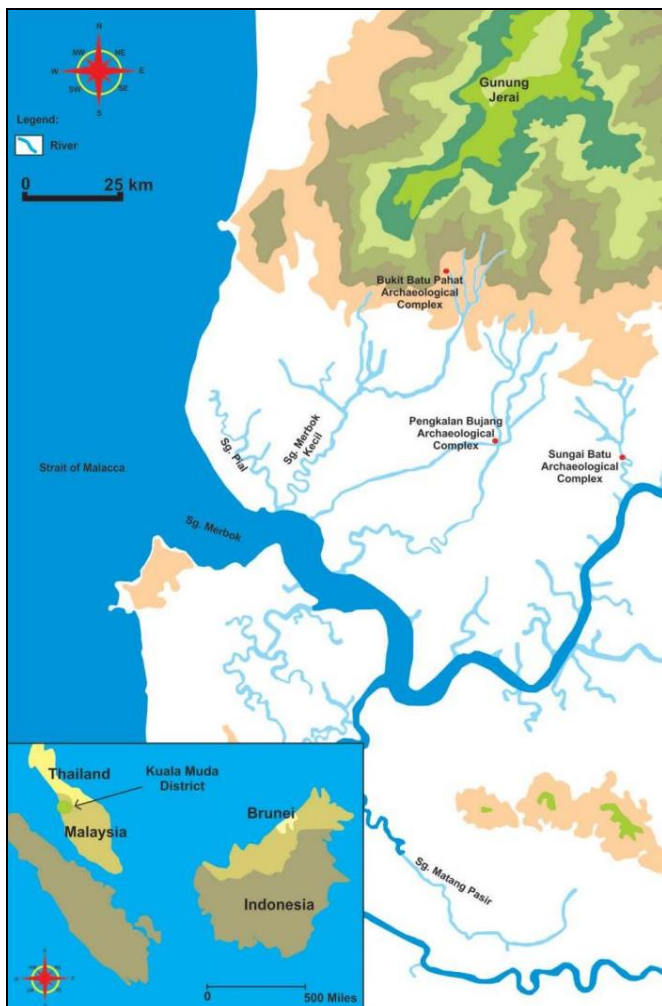 N
NW
NE
W
E
SW
SE
S
Legend:
River
0
25 km
Gunung
Jerai
Bukit Batu Pahat
Archaeological
Complex
Sg. Pial
Sg. Merbok
Kecil
Pengkalan Bujang
Archaeological
Complex
Sungai Batu
Archaeological
Complex
Strait of Malacca
Sg. Merbok
Thailand
Kuala Muda
District
Malaysia
Brunei
Indonesia
Sg. Matang Pasir
0
500 Miles